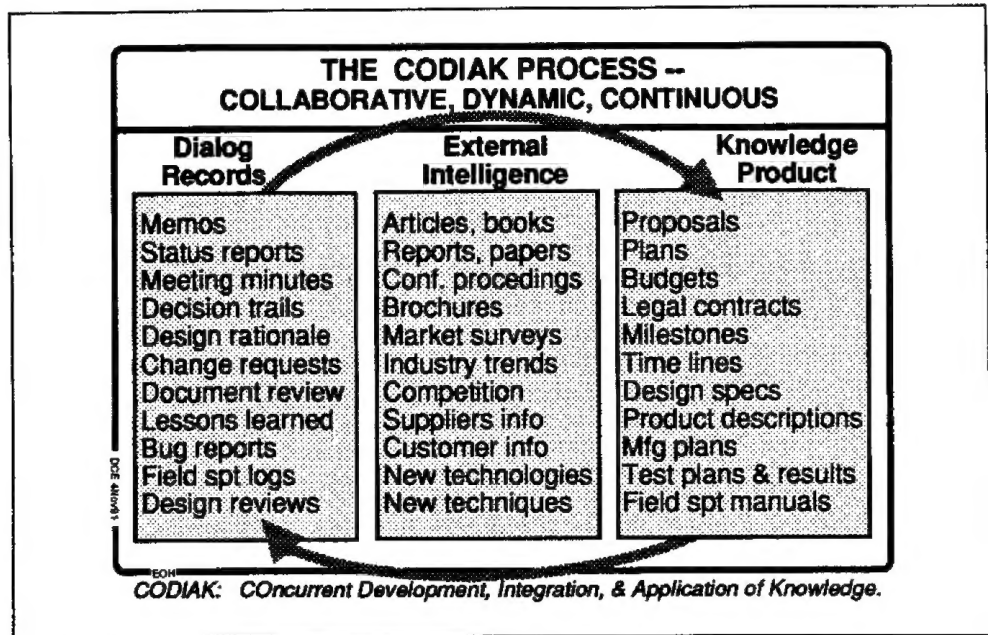 THE CODIAK PROCESS --
COLLABORATIVE, DYNAMIC, CONTINUOUS
Dialog
Records
Memos
Status reports
Meeting minutes
Decision trails
Design rationale
Change requests
Document review
Lessons learned
Bug reports
Field spt logs
Design reviews
External
Intelligence
Articles, books
Reports, papers
Conf. procedings
Brochures
Market surveys
Industry trends
Competition
Suppliers info
Customer info
New technologies
New techniques
Knowledge
Product
Proposals
Plans
Budgets
Legal contracts
Milestones
Time lines
Design specs
Product descriptions
Mfg plans
Test plans & results
Field spt manuals
EOH
CODIAK: COncurrent Development, Integration, & Application of Knowledge.